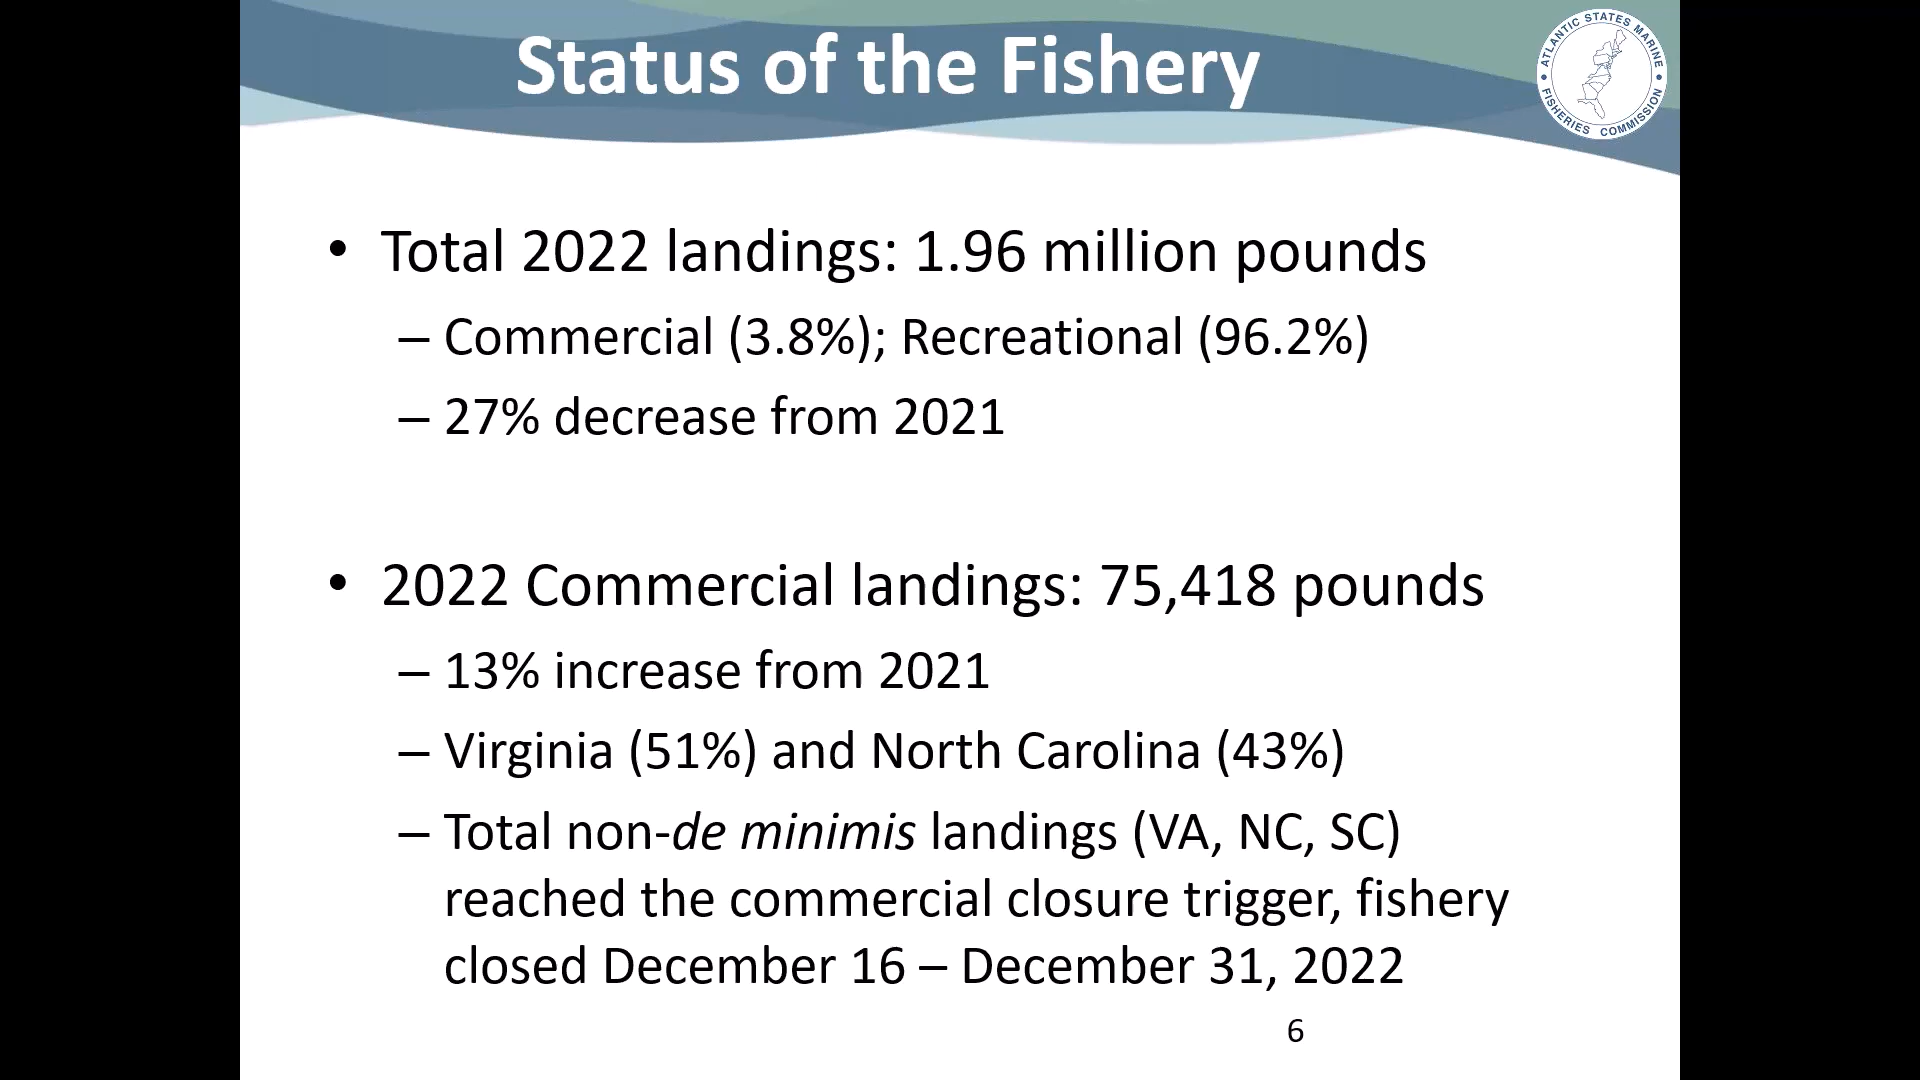 Status of the Fishery
ATLANTIC STATES MARINE
FISHERIES COMMISSION
• Total 2022 landings: 1.96 million pounds
– Commercial (3.8%); Recreational (96.2%)
– 27% decrease from 2021
• 2022 Commercial landings: 75,418 pounds
– 13% increase from 2021
– Virginia (51%) and North Carolina (43%)
– Total non-de minimis landings (VA, NC, SC)
reached the commercial closure trigger, fishery
closed December 16 – December 31, 2022
6